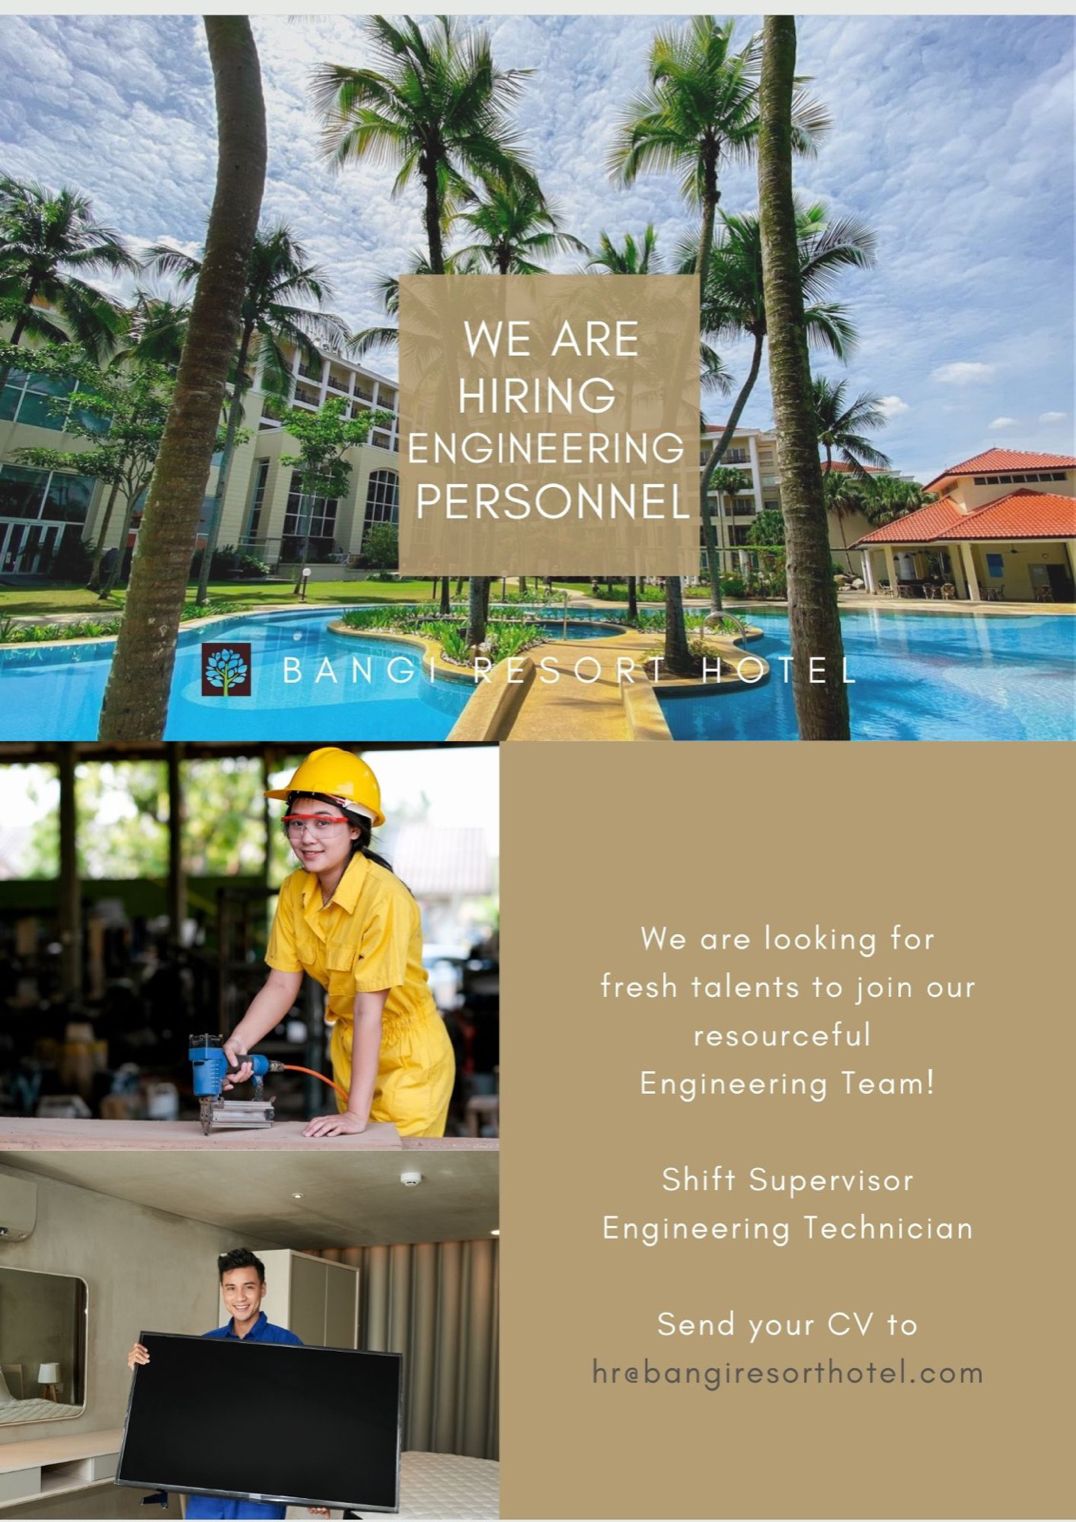 WE ARE
HIRING
ENGINEERING
PERSONNEL
BANGI RESORT HOTEL
We are looking for
fresh talents to join our
resourceful
Engineering Team!
Shift Supervisor
Engineering Technician
Send your CV to
hr@bangiresorthotel.com